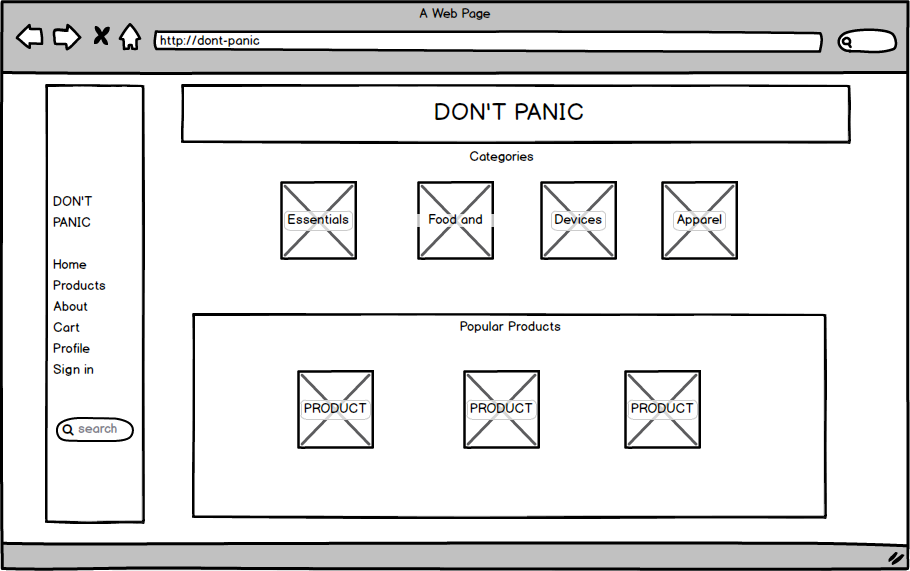 A Web Page
http://dont-panic
DON'T PANIC
Categories
Essentials
Food and
Devices
Apparel
DON'T
PANIC
Home
Products
About
Cart
Profile
Sign in
search
Popular Products
PRODUCT
PRODUCT
PRODUCT